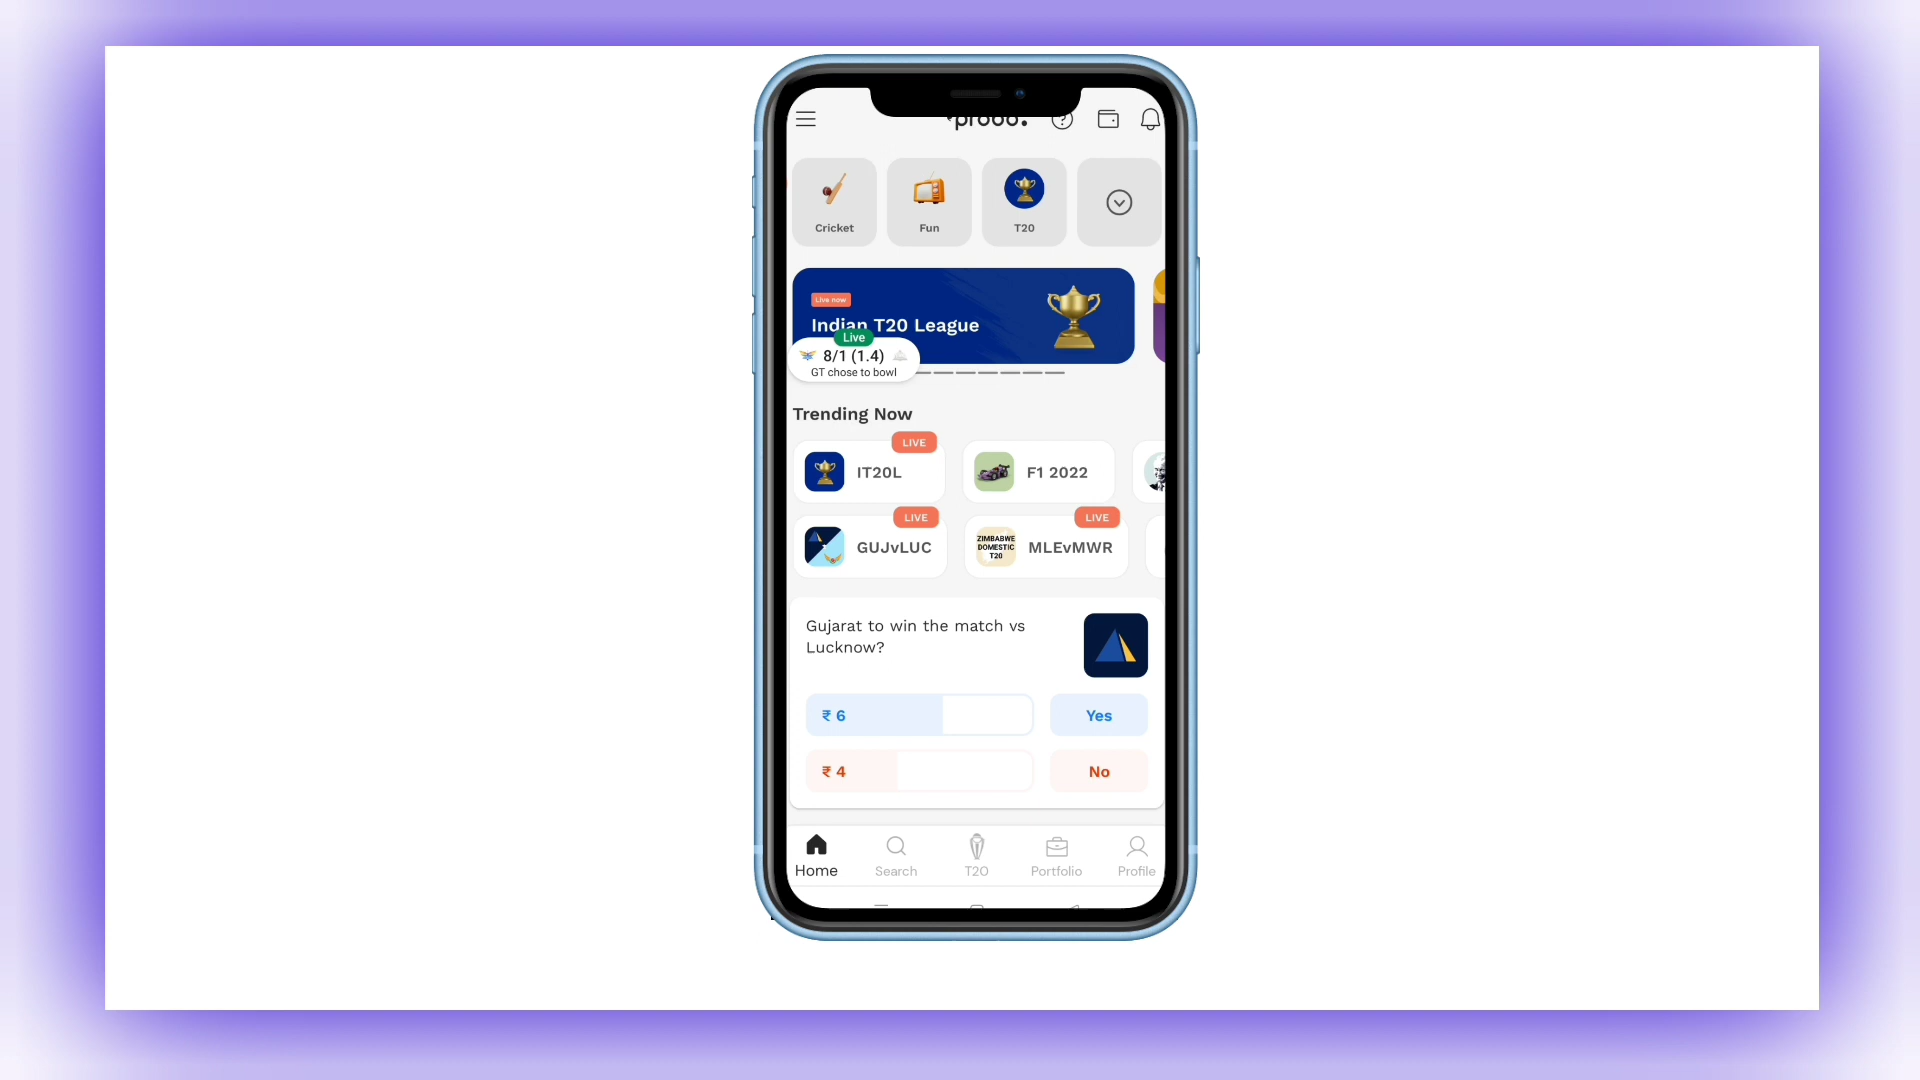 probo.
Cricket
Fun
T20
Live now
Indian T20 League
Live
8/1 (1.4)
GT chose to bowl
Trending Now
LIVE
IT20L
F1 2022
LIVE
GUJvLUC
LIVE
ZIMBABWE
DOMESTIC
T20
MLEvMWR
Gujarat to win the match vs
Lucknow?
₹ 6
Yes
₹ 4
No
Home
Search
T20
Portfolio
Profile